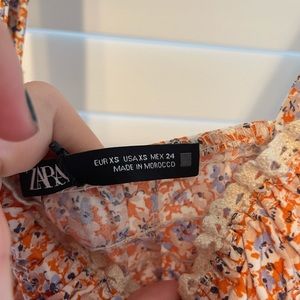 ZARA
EUR XS USA XS MEX 24
MADE IN MOROCCO